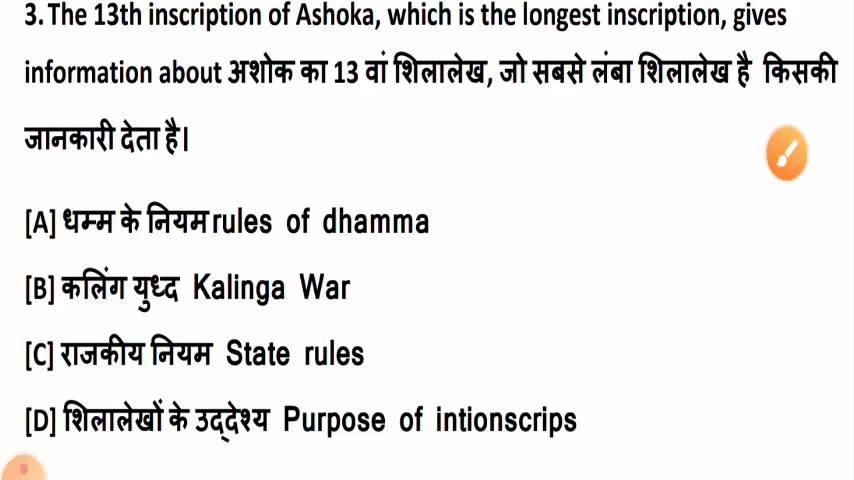 3. The 13th inscription of Ashoka, which is the longest inscription, gives
information about अशोक का 13 वां शिलालेख, जो सबसे लंबा शिलालेख है किसकी
जानकारी देता है।
[A] धम्म के नियम rules of dhamma
[B] कलिंग युध्द Kalinga War
[C] राजकीय नियम State rules
[D] शिलालेखों के उद्देश्य Purpose of intionscrips